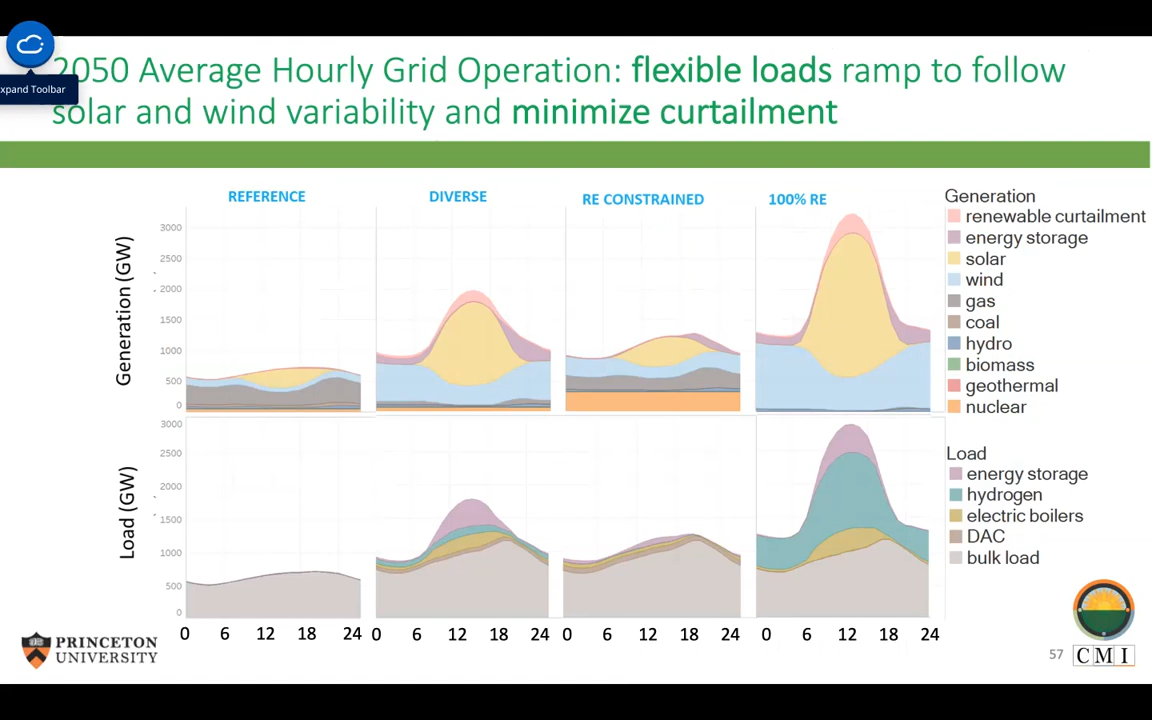 2050 Average Hourly Grid Operation: flexible loads ramp to follow
solar and wind variability and minimize curtailment
xpand Toolbar
REFERENCE
DIVERSE
RE CONSTRAINED
100% RE
Generation (GW)
3000
2500
2000
1500
1000
500
0
Generation
renewable curtailment
energy storage
solar
wind
gas
coal
hydro
biomass
geothermal
nuclear
Load (GW)
3000
2500
2000
1500
1000
500
0
Load
energy storage
hydrogen
electric boilers
DAC
bulk load
0 6 12 18 24 0 6 12 18 24 0 6 12 18 24 0 6 12 18 24
PRINCETON
UNIVERSITY
57
CMI